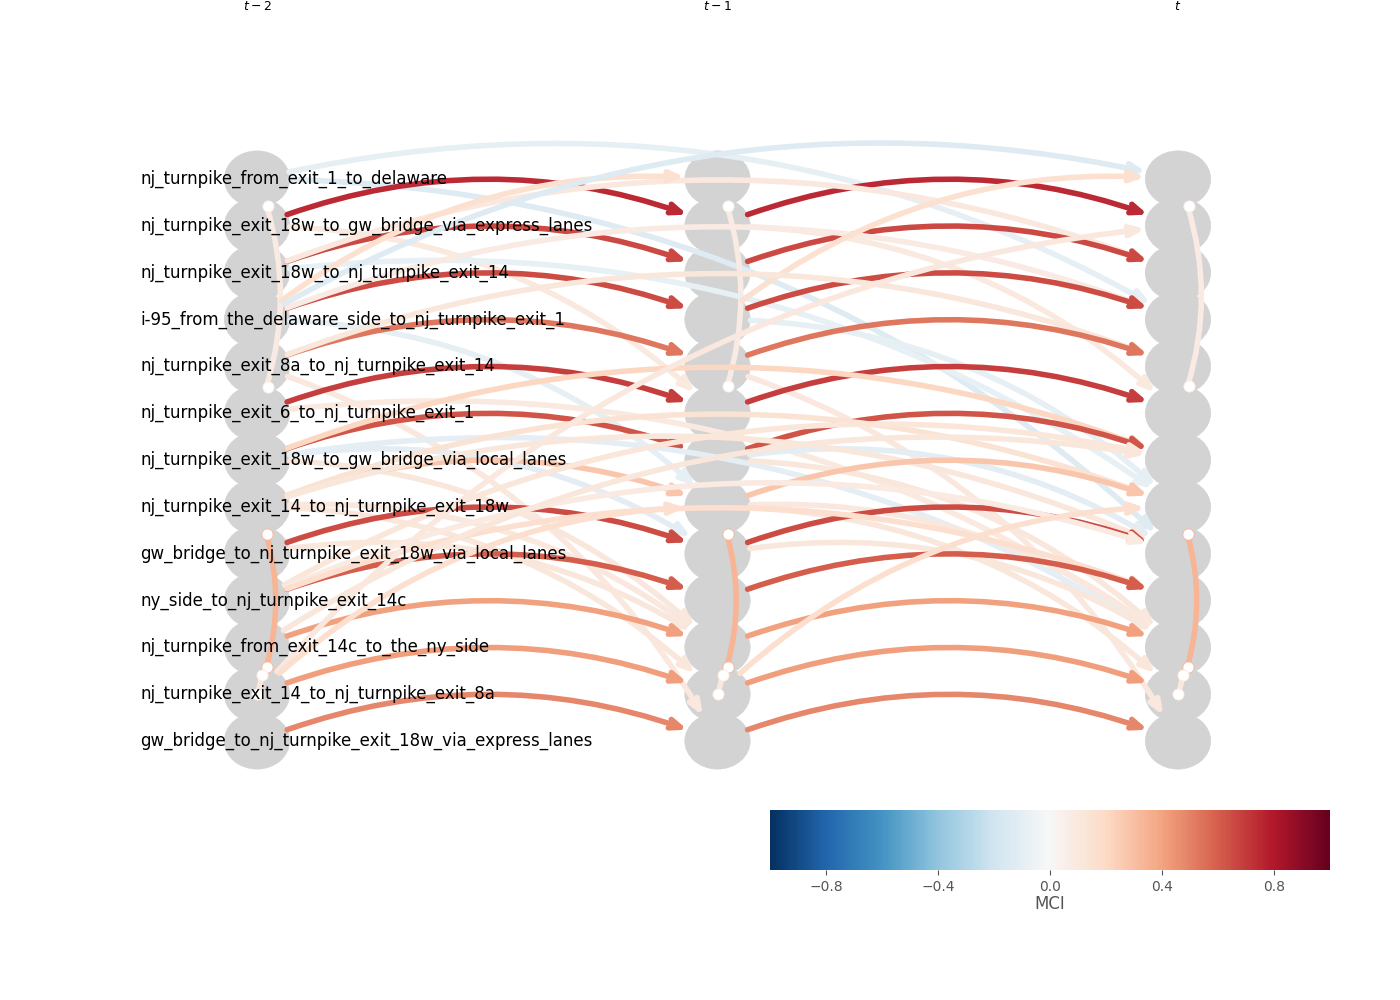 t − 2 t − 1 t
nj_turnpike_from_exit_1_to_delaware
nj_turnpike_exit_18w_to_gw_bridge_via_express_lanes
nj_turnpike_exit_18w_to_nj_turnpike_exit_14
i-95_from_the_delaware_side_to_nj_turnpike_exit_1
nj_turnpike_exit_8a_to_nj_turnpike_exit_14
nj_turnpike_exit_6_to_nj_turnpike_exit_1
nj_turnpike_exit_18w_to_gw_bridge_via_local_lanes
nj_turnpike_exit_14_to_nj_turnpike_exit_18w
gw_bridge_to_nj_turnpike_exit_18w_via_local_lanes
ny_side_to_nj_turnpike_exit_14c
nj_turnpike_from_exit_14c_to_the_ny_side
nj_turnpike_exit_14_to_nj_turnpike_exit_8a
gw_bridge_to_nj_turnpike_exit_18w_via_express_lanes
−0.8 −0.4 0.0 0.4 0.8
MCI